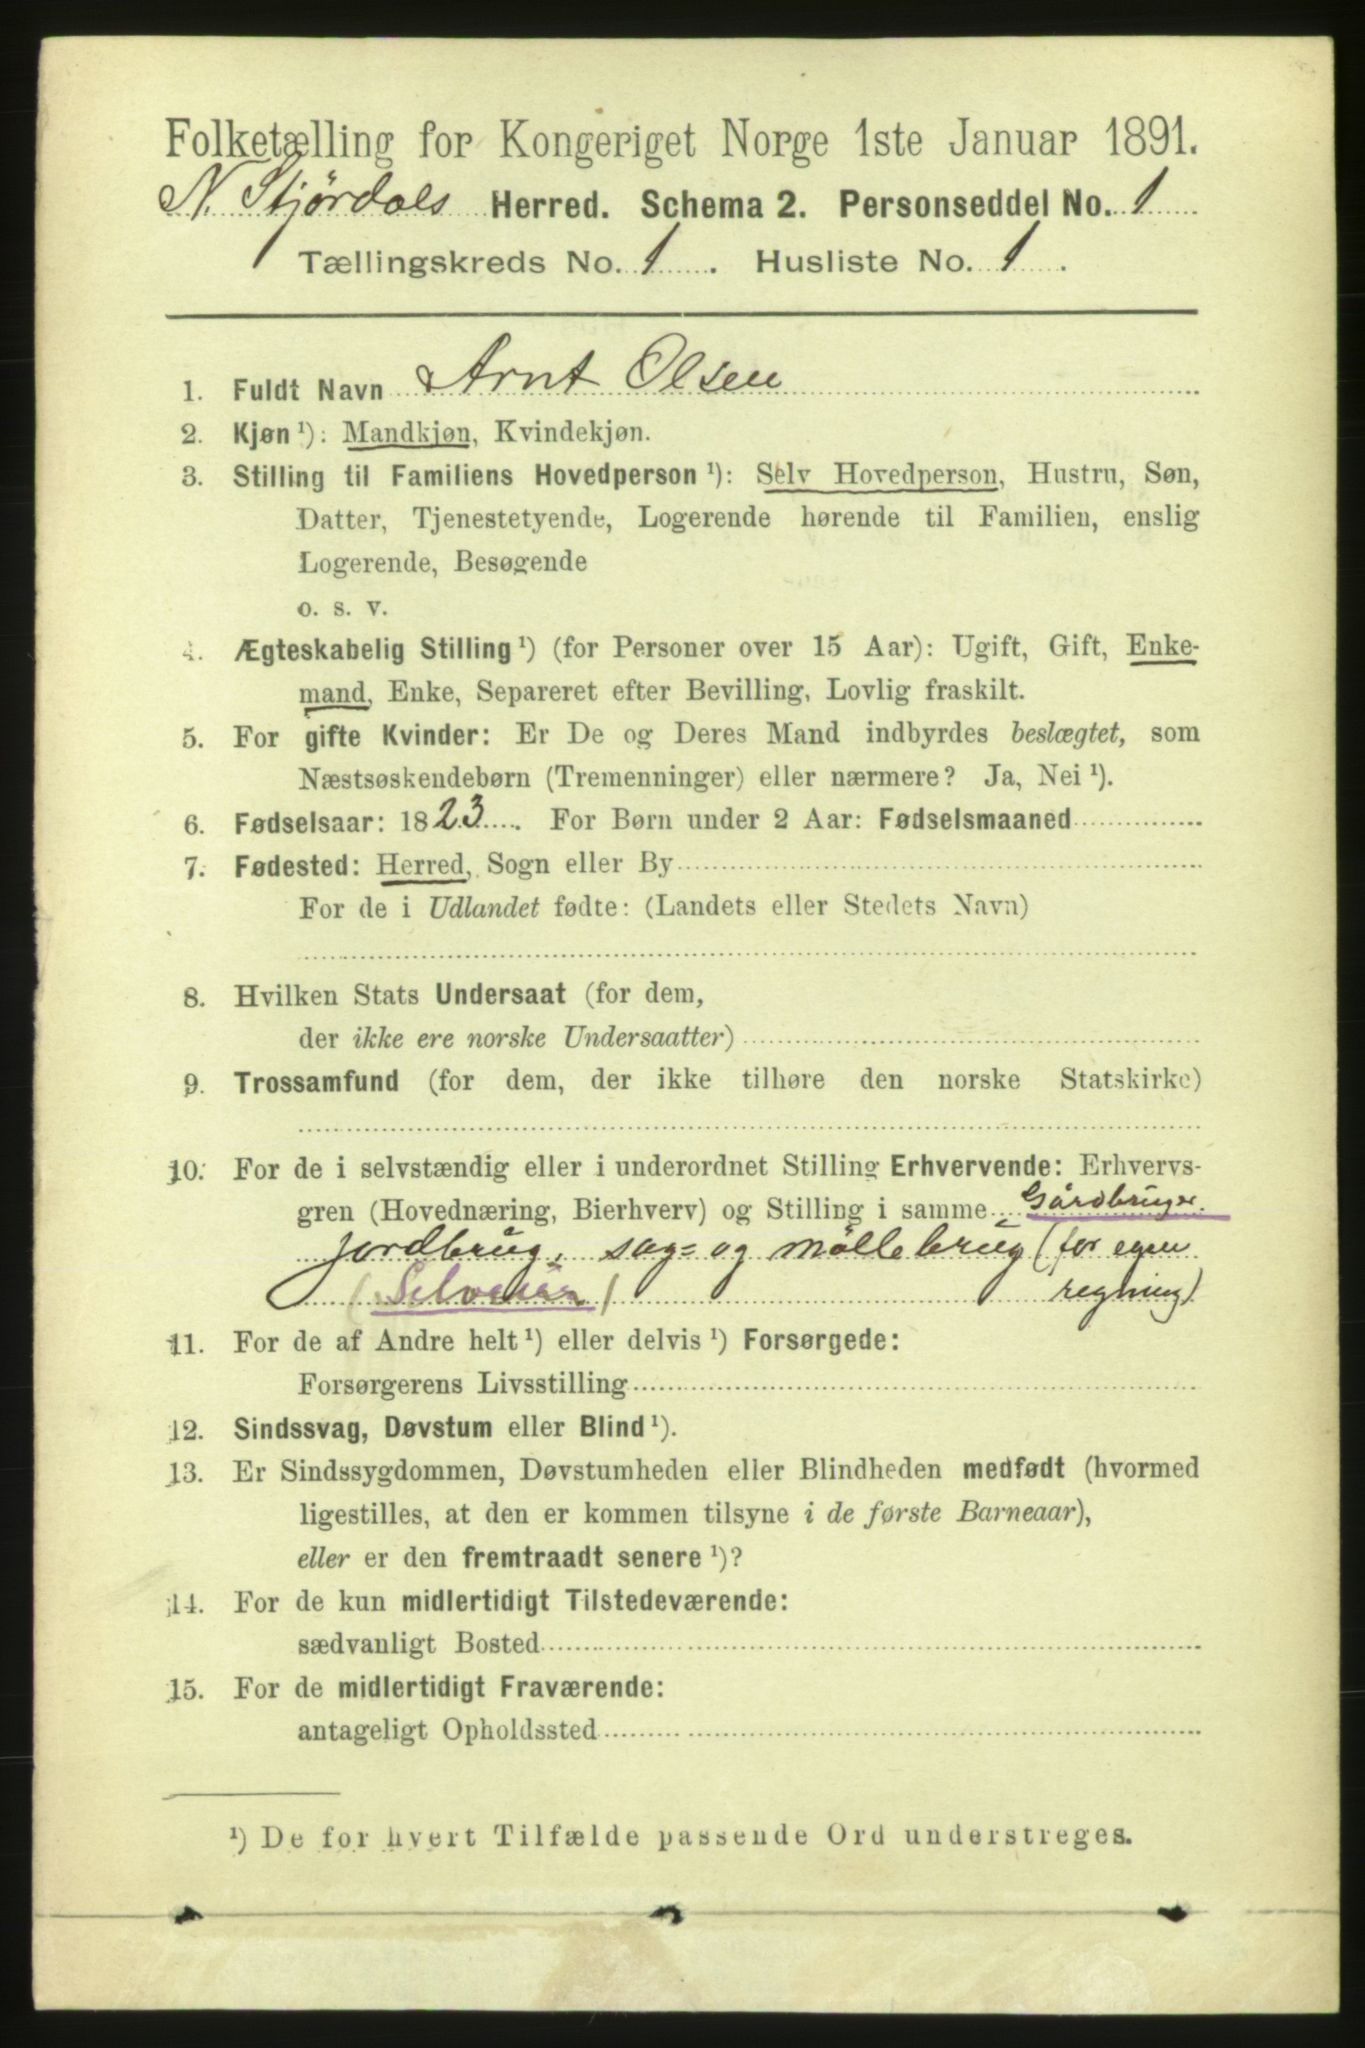 Folketælling for Kongeriget Norge 1ste Januar 1891.
N. Stjørdals Herred. Schema 2. Personseddel No. 1
Tællingskreds No. 1. Husliste No. 1.
1. Fuldt Navn Arnt Olsen
2. Kjøn ¹): Mandkjøn, Kvindekjøn.
3. Stilling til Familiens Hovedperson ¹): Selv Hovedperson, Hustru, Søn,
Datter, Tjenestetyende, Logerende hørende til Familien, enslig
Logerende, Besøgende
o. s. v.
4. Ægteskabelig Stilling ¹) (for Personer over 15 Aar): Ugift, Gift, Enke-
mand, Enke, Separeret efter Bevilling, Lovlig fraskilt.
5. For gifte Kvinder: Er De og Deres Mand indbyrdes beslægtet, som
Næstsøskendebørn (Tremenninger) eller nærmere? Ja, Nei ¹).
6. Fødselsaar: 1823. For Børn under 2 Aar: Fødselsmaaned
7. Fødested: Herred, Sogn eller By
For de i Udlandet fødte: (Landets eller Stedets Navn)
8. Hvilken Stats Undersaat (for dem,
der ikke ere norske Undersaatter)
9. Trossamfund (for dem, der ikke tilhøre den norske Statskirke)
10. For de i selvstændig eller i underordnet Stilling Erhvervende: Erhvervs-
gren (Hovednæring, Bierhverv) og Stilling i samme Gårdbruger.
jordbrug, sag= og möllebrug (for egen
(Selveier) regning)
11. For de af Andre helt ¹) eller delvis ¹) Forsørgede:
Forsørgerens Livsstilling
12. Sindssvag, Døvstum eller Blind ¹).
13. Er Sindssygdommen, Døvstumheden eller Blindheden medfødt (hvormed
ligestilles, at den er kommen tilsyne i de første Barneaar),
eller er den fremtraadt senere ¹)?
14. For de kun midlertidigt Tilstedeværende:
sædvanligt Bosted
15. For de midlertidigt Fraværende:
antageligt Opholdssted
¹) De for hvert Tilfælde passende Ord understreges.